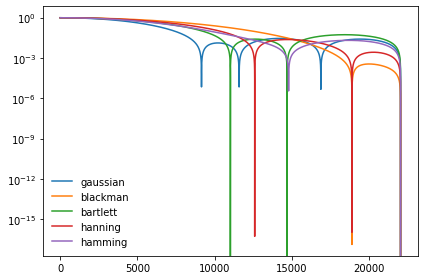 10⁰
10⁻³
10⁻⁶
10⁻⁹
10⁻¹²
10⁻¹⁵
gaussian
blackman
bartlett
hanning
hamming
0 5000 10000 15000 20000